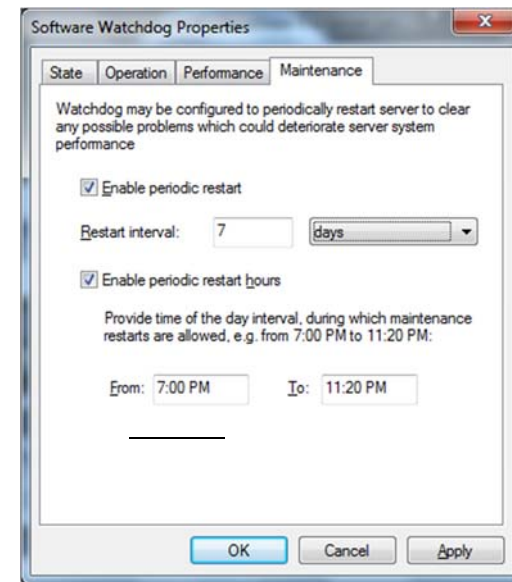 Software Watchdog Properties
State Operation Performance Maintenance
Watchdog may be configured to periodically restart server to clear
any possible problems which could deteriorate server system
performance
Enable periodic restart
Restart interval: 7 days
Enable periodic restart hours
Provide time of the day interval, during which maintenance
restarts are allowed, e.g. from 7:00 PM to 11:20 PM:
From: 7:00 PM To: 11:20 PM
OK Cancel Apply